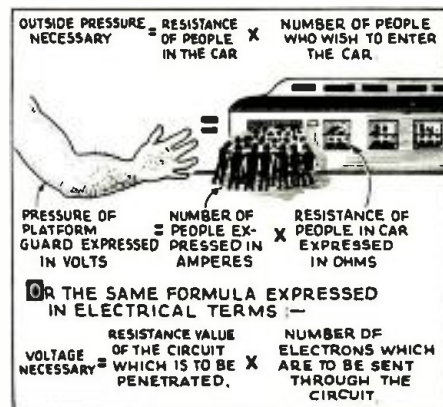 OUTSIDE PRESSURE NECESSARY = RESISTANCE OF PEOPLE IN THE CAR X NUMBER OF PEOPLE WHO WISH TO ENTER THE CAR
=
PRESSURE OF PLATFORM GUARD EXPRESSED IN VOLTS = NUMBER OF PEOPLE EX-PRESSED IN AMPERES X RESISTANCE OF PEOPLE IN CAR EXPRESSED IN OHMS
OR THE SAME FORMULA EXPRESSED
IN ELECTRICAL TERMS :—
VOLTAGE NECESSARY = RESISTANCE VALUE OF THE CIRCUIT WHICH IS TO BE PENETRATED. X NUMBER OF ELECTRONS WHICH ARE TO BE SENT THROUGH THE CIRCUIT